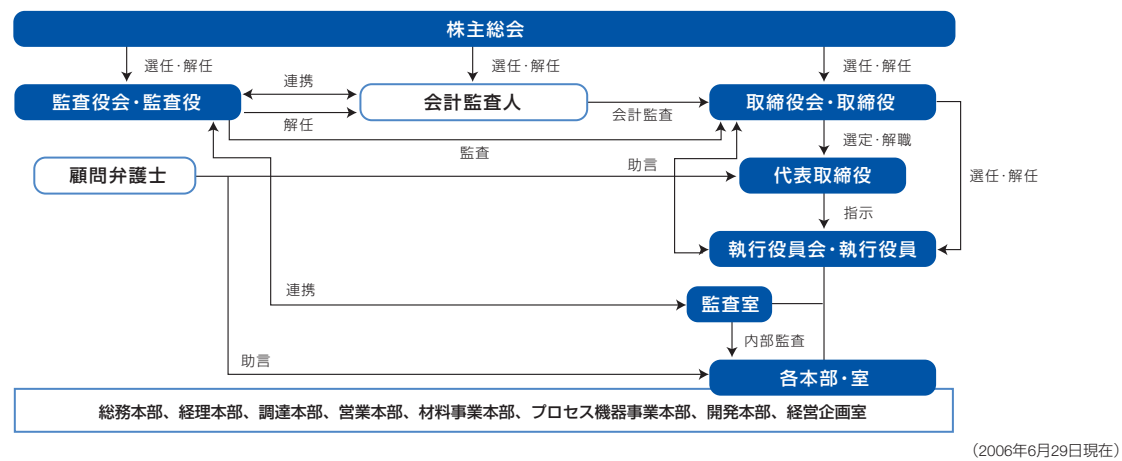 株主総会
選任・解任
選任・解任
選任・解任
監査役会・監査役
連携
会計監査人
会計監査
取締役会・取締役
解任
監査
選定・解職
顧問弁護士
助言
代表取締役
選任・解任
指示
執行役員会・執行役員
連携
監査室
内部監査
助言
各本部・室
総務本部、経理本部、調達本部、営業本部、材料事業本部、プロセス機器事業本部、開発本部、経営企画室
（2006年6月29日現在）